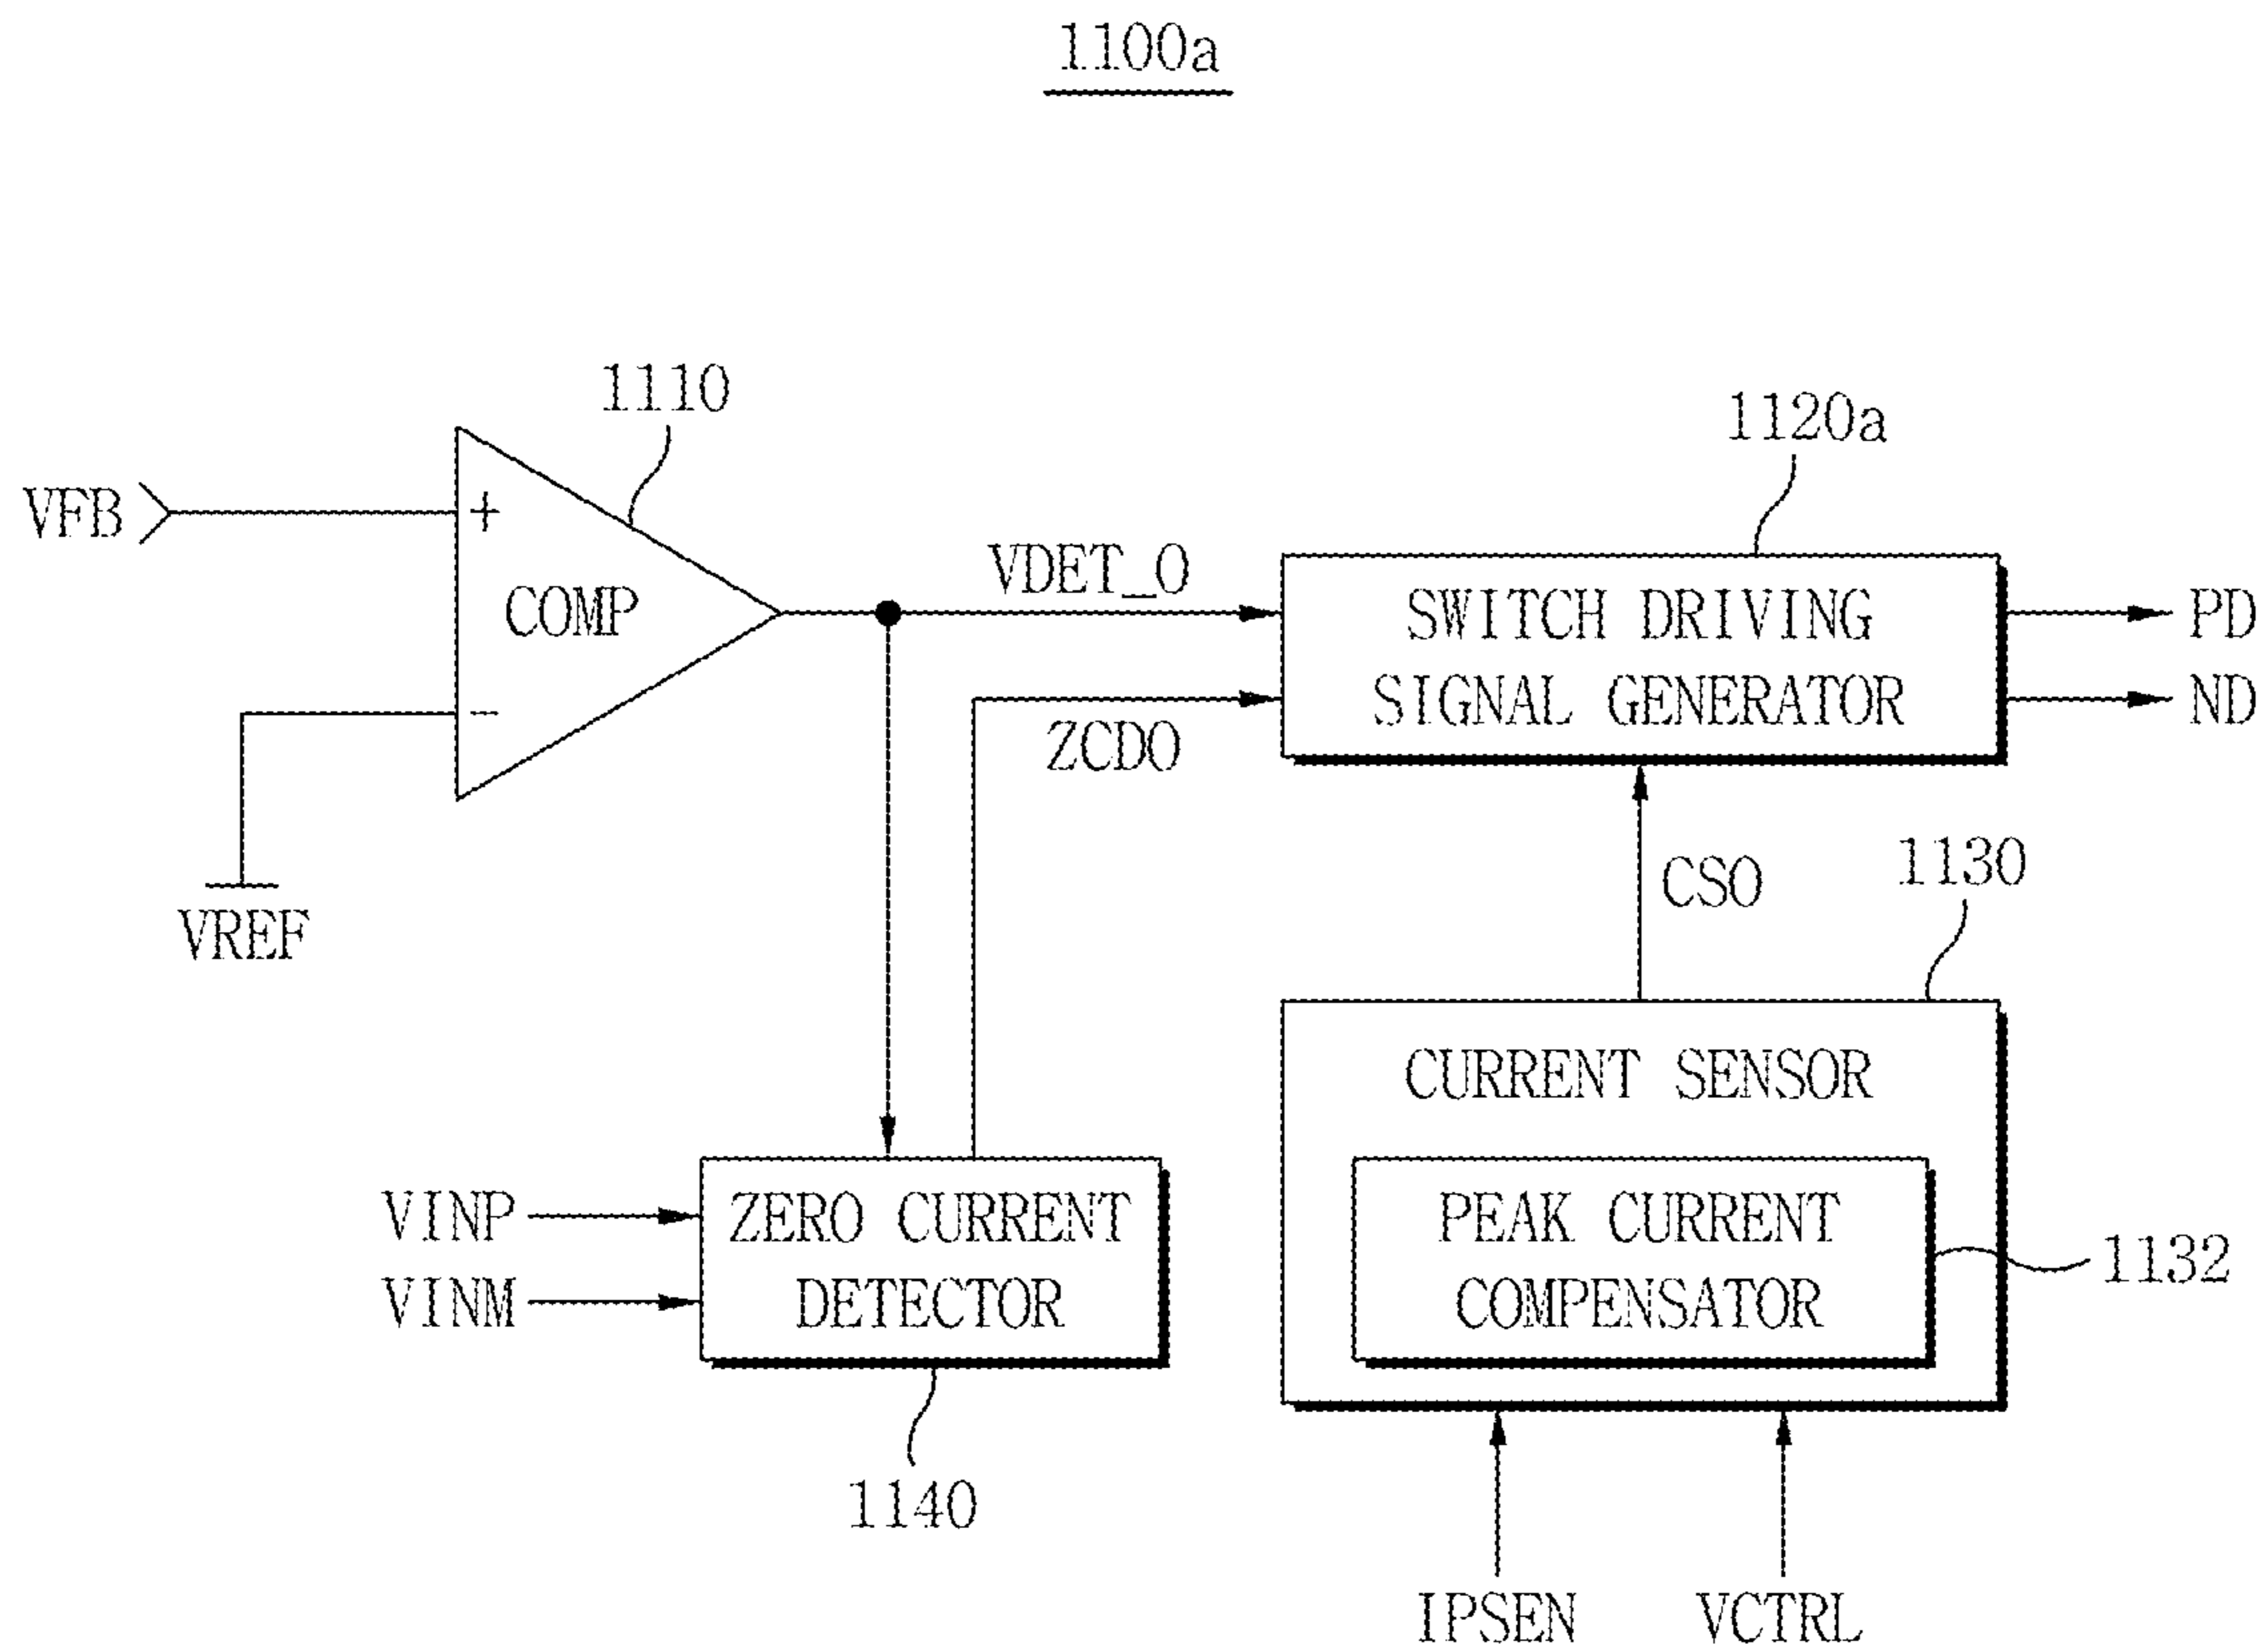 1100a
1110
1120a
VFB
+
COMP
-
VREF
VDET_O
ZCDO
SWITCH DRIVING
SIGNAL GENERATOR
PD
ND
CSO
1130
CURRENT SENSOR
PEAK CURRENT
COMPENSATOR
1132
VINP
VINM
ZERO CURRENT
DETECTOR
1140
IPSEN
VCTRL